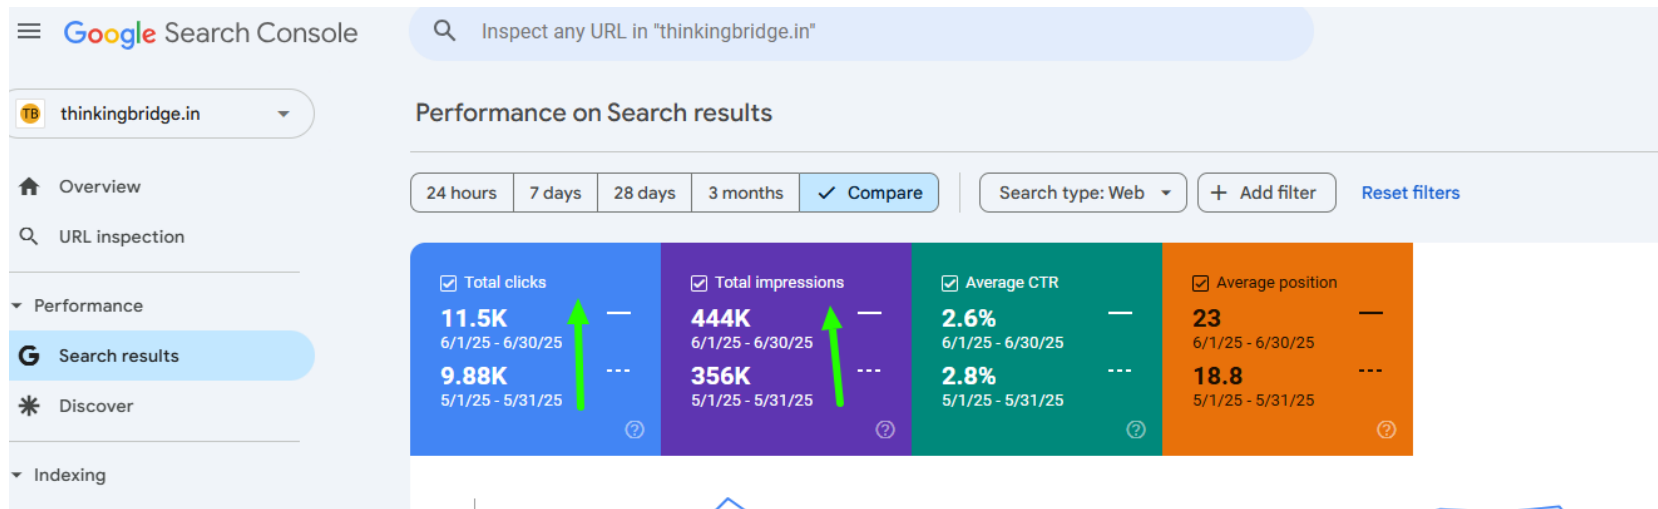 Google Search Console
Inspect any URL in "thinkingbridge.in"
TB
thinkingbridge.in
Performance on Search results
24 hours
7 days
28 days
3 months
Compare
Search type: Web
Add filter
Reset filters
Overview
URL inspection
Performance
Search results
Discover
Indexing
Total clicks
11.5K
6/1/25 - 6/30/25
9.88K
5/1/25 - 5/31/25
Total impressions
444K
6/1/25 - 6/30/25
356K
5/1/25 - 5/31/25
Average CTR
2.6%
6/1/25 - 6/30/25
2.8%
5/1/25 - 5/31/25
Average position
23
6/1/25 - 6/30/25
18.8
5/1/25 - 5/31/25